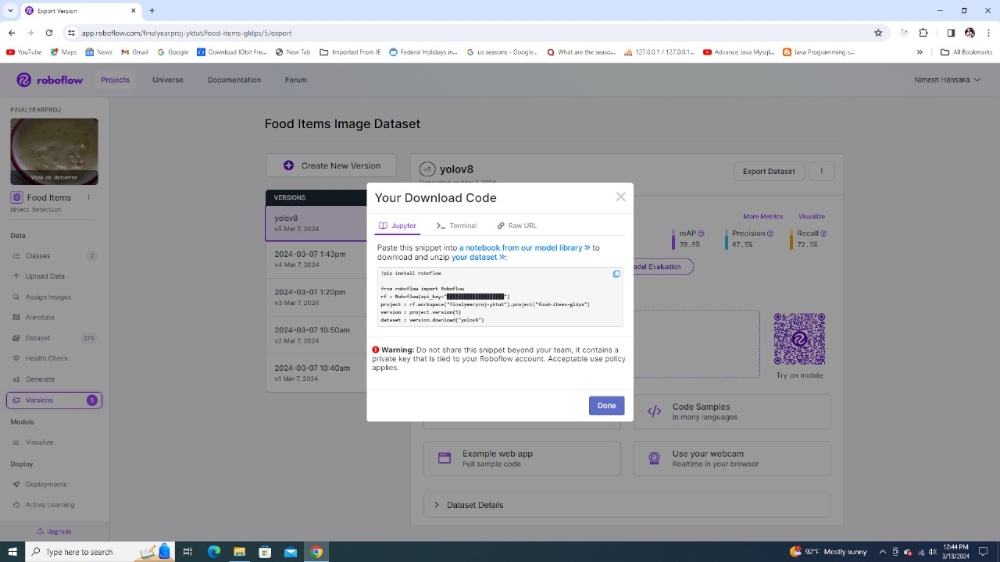 Export Version
app.roboflow.com/finalyearproj-yktut/food-items-gldps/5/export
YouTube
Maps
News
Gmail
Google
Download IObit Fre...
New Tab
Imported From IE
Federal Holidays in...
us seasons - Google...
What are the seaso...
127.0.0.1 / 127.0.0.1...
Advance Java Mysql...
Java Programming s...
All Bookmarks
roboflow
Projects
Universe
Documentation
Forum
Nimesh Hansaka
FINALYEARPROJ
View on Universe
Food Items
Object Detection
Data
Classes
7
Upload Data
Assign Images
Annotate
Dataset
273
Health Check
Generate
Versions
5
Models
Visualize
Deploy
Deployments
Active Learning
Upgrade
Food Items Image Dataset
Create New Version
VERSIONS
yolov8
v5 Mar 7, 2024
2024-03-07 1:43pm
v4 Mar 7, 2024
2024-03-07 1:20pm
v3 Mar 7, 2024
2024-03-07 10:50am
v2 Mar 7, 2024
2024-03-07 10:40am
v1 Mar 7, 2024
v5 yolov8
Export Dataset
More Metrics
Visualize
mAP
70.9%
Precision
67.5%
Recall
72.3%
odel Evaluation
Try on mobile
Code Samples
In many languages
Example web app
Full sample code
Use your webcam
Realtime in your browser
Dataset Details
Your Download Code
Jupyter
Terminal
Raw URL
Paste this snippet into a notebook from our model library » to
download and unzip your dataset »:
!pip install roboflow
from roboflow import Roboflow
rf = Roboflow(api_key="██████████████████")
project = rf.workspace("finalyearproj-yktut").project("food-items-gldps")
version = project.version(5)
dataset = version.download("yolov8")
Warning: Do not share this snippet beyond your team, it contains a
private key that is tied to your Roboflow account. Acceptable use policy
applies.
Done
Type here to search
92°F Mostly sunny
12:44 PM
3/13/2024